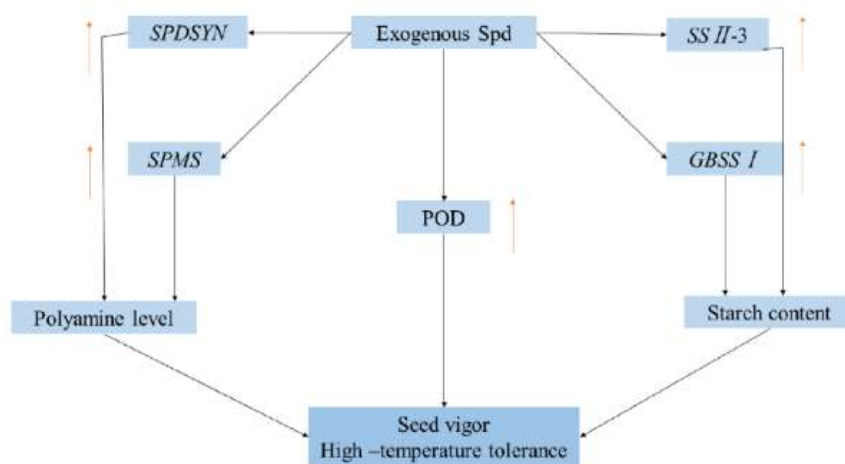 SPDSYN
Exogenous Spd
SS II-3
SPMS
GBSS I
POD
Polyamine level
Starch content
Seed vigor
High –temperature tolerance